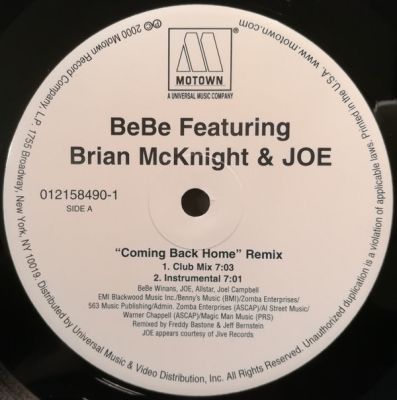 MOTOWN
A UNIVERSAL MUSIC COMPANY
BeBe Featuring
Brian McKnight & JOE
012158490-1
SIDE A
“Coming Back Home” Remix
1. Club Mix 7:03
2. Instrumental 7:01
BeBe Winans, JOE, Allstar, Joel Campbell
EMI Blackwood Music Inc./Benny's Music (BMI)/Zomba Enterprises/
563 Music Publishing/Admin. Zomba Enterprises (ASCAP)/Al Street Music/
Warner Chappell (ASCAP)/Magic Man Music (PRS)
Remixed by Freddy Bastone & Jeff Bernstein
JOE appears courtesy of Jive Records
℗ © 2000 Motown Record Company, L.P. 1755 Broadway, New York, NY 10019. Distributed by Universal Music & Video Distribution, Inc. All Rights Reserved. Unauthorized duplication is a violation of applicable laws. Printed in the U.S.A. www.motown.com